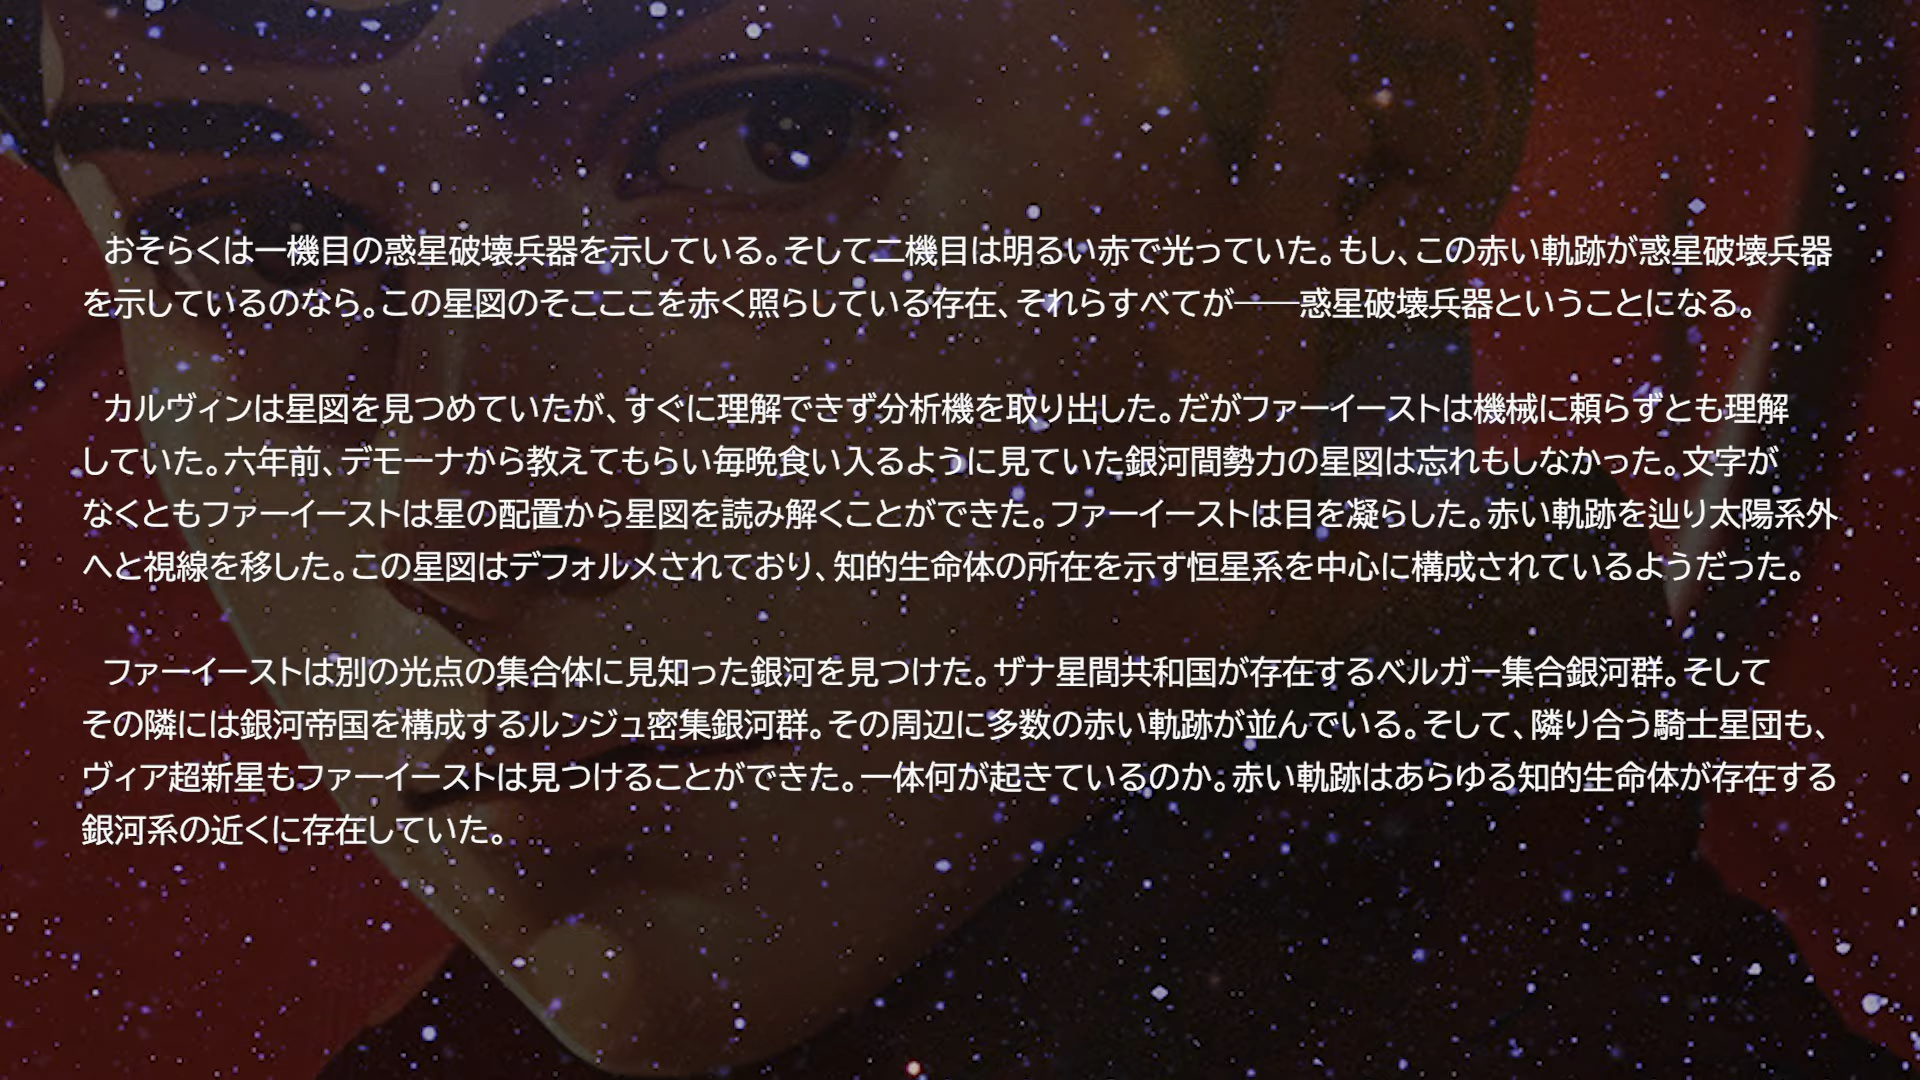 おそらくは一機目の惑星破壊兵器を示している。そして二機目は明るい赤で光っていた。もし、この赤い軌跡が惑星破壊兵器
を示しているのなら。この星図のそこここを赤く照らしている存在、それらすべてが──惑星破壊兵器ということになる。
カルヴィンは星図を見つめていたが、すぐに理解できず分析機を取り出した。だがファーイーストは機械に頼らずとも理解
していた。六年前、デモーナから教えてもらい毎晩食い入るように見ていた銀河間勢力の星図は忘れもしなかった。文字が
なくともファーイーストは星の配置から星図を読み解くことができた。ファーイーストは目を凝らした。赤い軌跡を辿り太陽系外
へと視線を移した。この星図はデフォルメされており、知的生命体の所在を示す恒星系を中心に構成されているようだった。
ファーイーストは別の光点の集合体に見知った銀河を見つけた。ザナ星間共和国が存在するベルガー集合銀河群。そして
その隣には銀河帝国を構成するルンジュ密集銀河群。その周辺に多数の赤い軌跡が並んでいる。そして、隣り合う騎士星団も、
ヴィア超新星もファーイーストは見つけることができた。一体何が起きているのか。赤い軌跡はあらゆる知的生命体が存在する
銀河系の近くに存在していた。